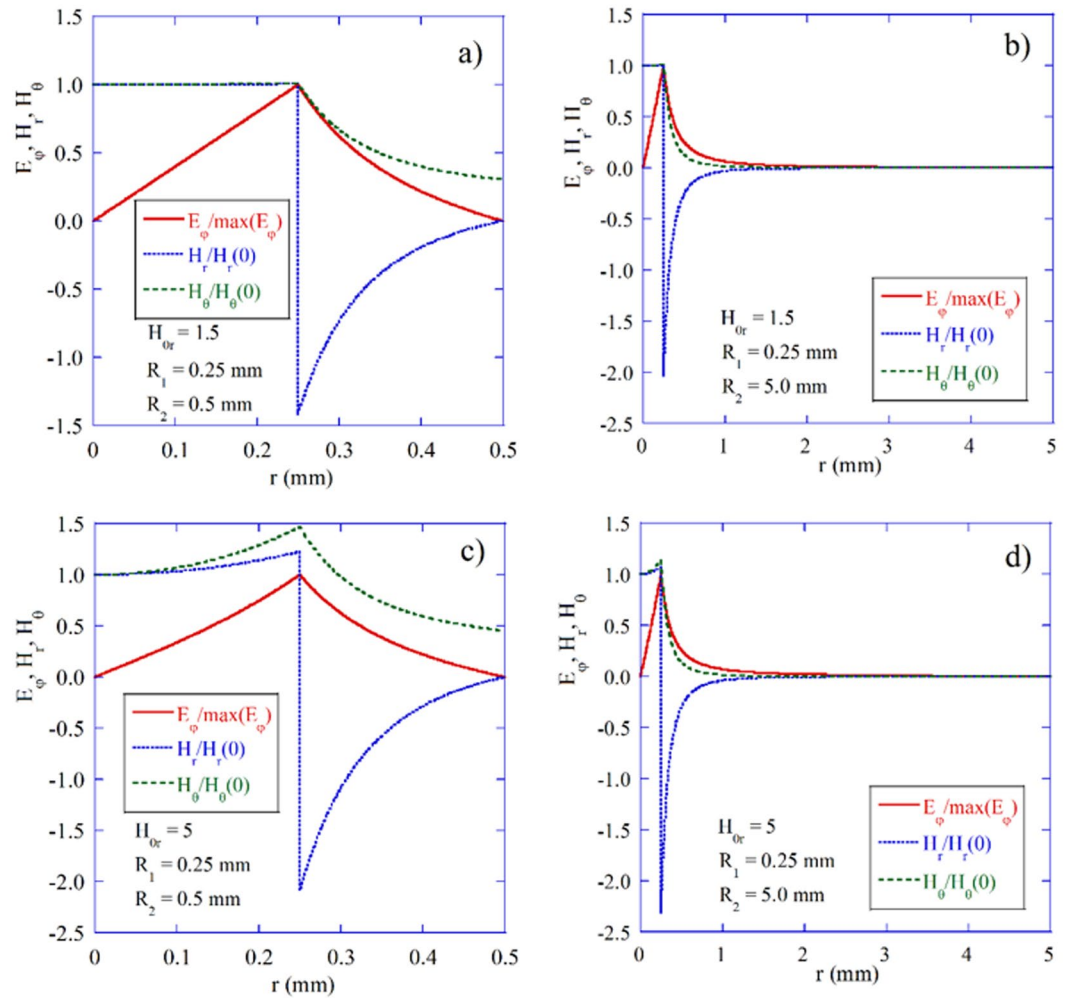 a)
E_φ, H_r, H_θ
1.5
1.0
0.5
0.0
-0.5
-1.0
-1.5
E_φ/max(E_φ)
H_r/H_r(0)
H_θ/H_θ(0)
H_0r = 1.5
R_1 = 0.25 mm
R_2 = 0.5 mm
0 0.1 0.2 0.3 0.4 0.5
r (mm)
b)
E_φ, H_r, H_θ
1.5
1.0
0.5
0.0
-0.5
-1.0
-1.5
-2.0
-2.5
H_0r = 1.5
R_1 = 0.25 mm
R_2 = 5.0 mm
E_φ/max(E_φ)
H_r/H_r(0)
H_θ/H_θ(0)
0 1 2 3 4 5
r (mm)
c)
E_φ, H_r, H_θ
1.5
1.0
0.5
0.0
-0.5
-1.0
-1.5
-2.0
-2.5
E_φ/max(E_φ)
H_r/H_r(0)
H_θ/H_θ(0)
H_0r = 5
R_1 = 0.25 mm
R_2 = 0.5 mm
0 0.1 0.2 0.3 0.4 0.5
r (mm)
d)
E_φ, H_r, H_θ
1.5
1.0
0.5
0.0
-0.5
-1.0
-1.5
-2.0
-2.5
H_0r = 5
R_1 = 0.25 mm
R_2 = 5.0 mm
E_φ/max(E_φ)
H_r/H_r(0)
H_θ/H_θ(0)
0 1 2 3 4 5
r (mm)